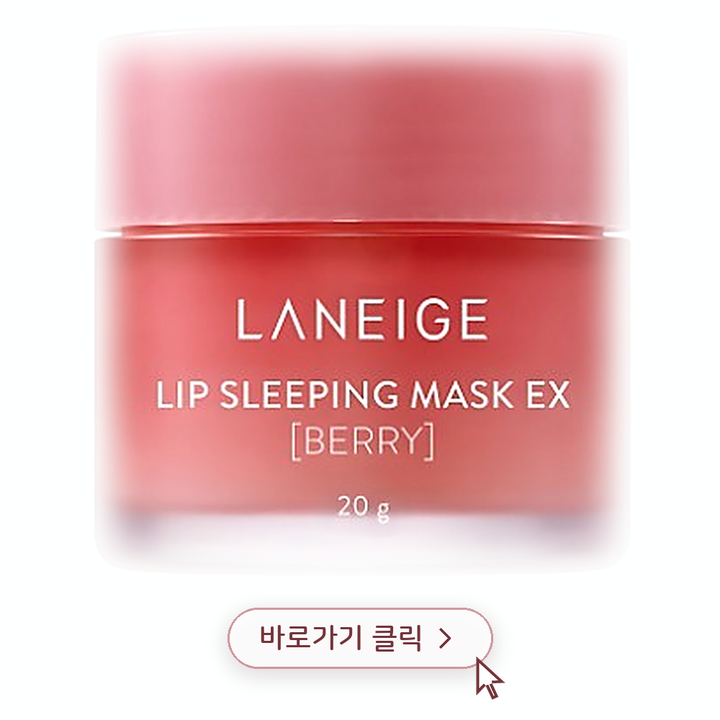 LANEIGE
LIP SLEEPING MASK EX
[BERRY]
20 g
바로가기 클릭 >